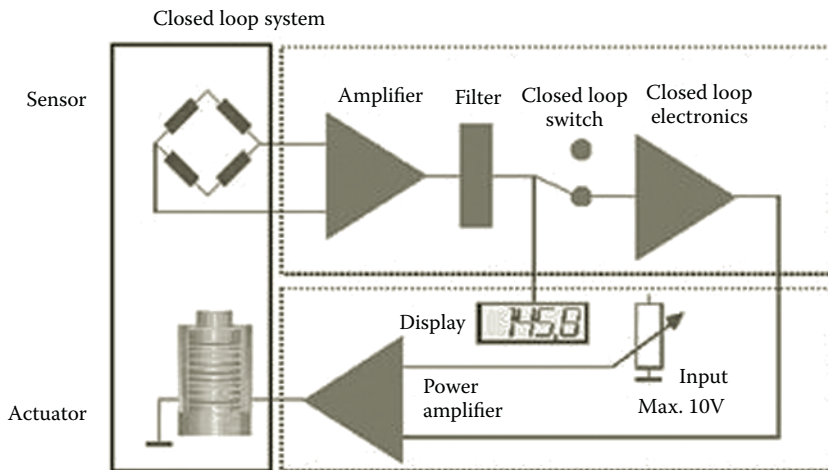 Closed loop system
Sensor
Amplifier
Filter
Closed loop
switch
Closed loop
electronics
Display
145,8
Power
amplifier
Input
Max. 10V
Actuator